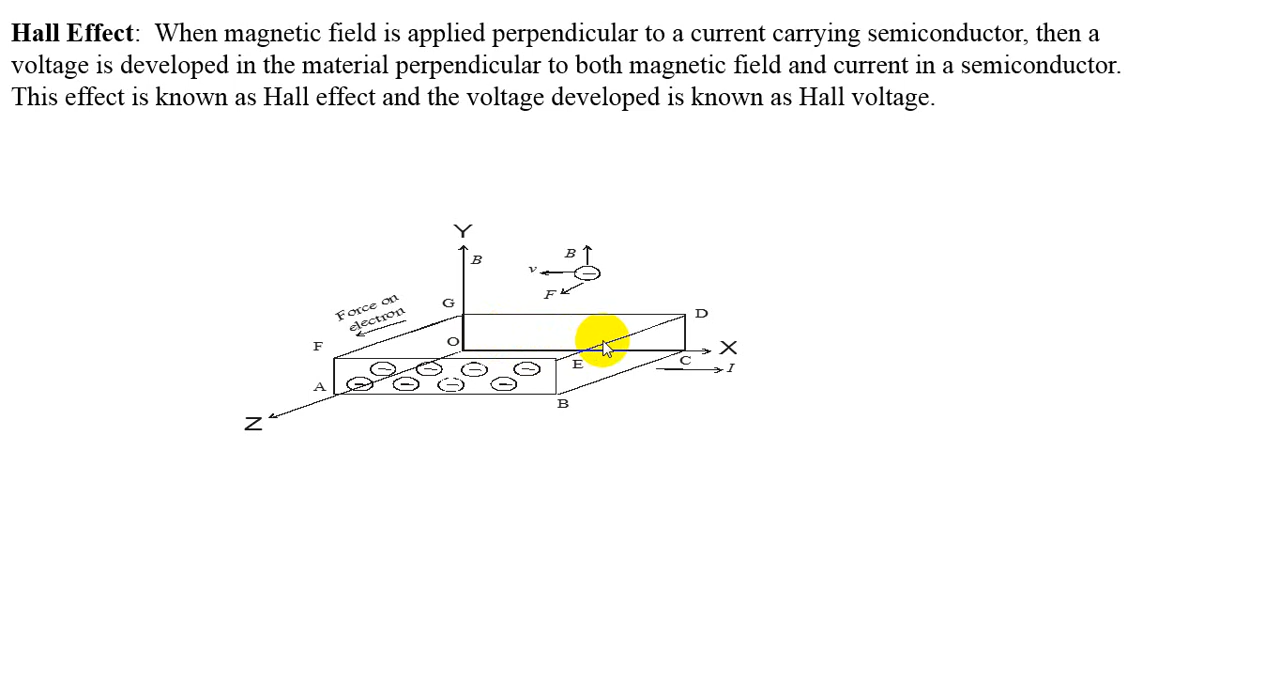 Hall Effect:  When magnetic field is applied perpendicular to a current carrying semiconductor, then a
voltage is developed in the material perpendicular to both magnetic field and current in a semiconductor.
This effect is known as Hall effect and the voltage developed is known as Hall voltage.
Y
B
B
v
F
Force on
electron
G
D
F
O
X
E
C
I
A
B
Z